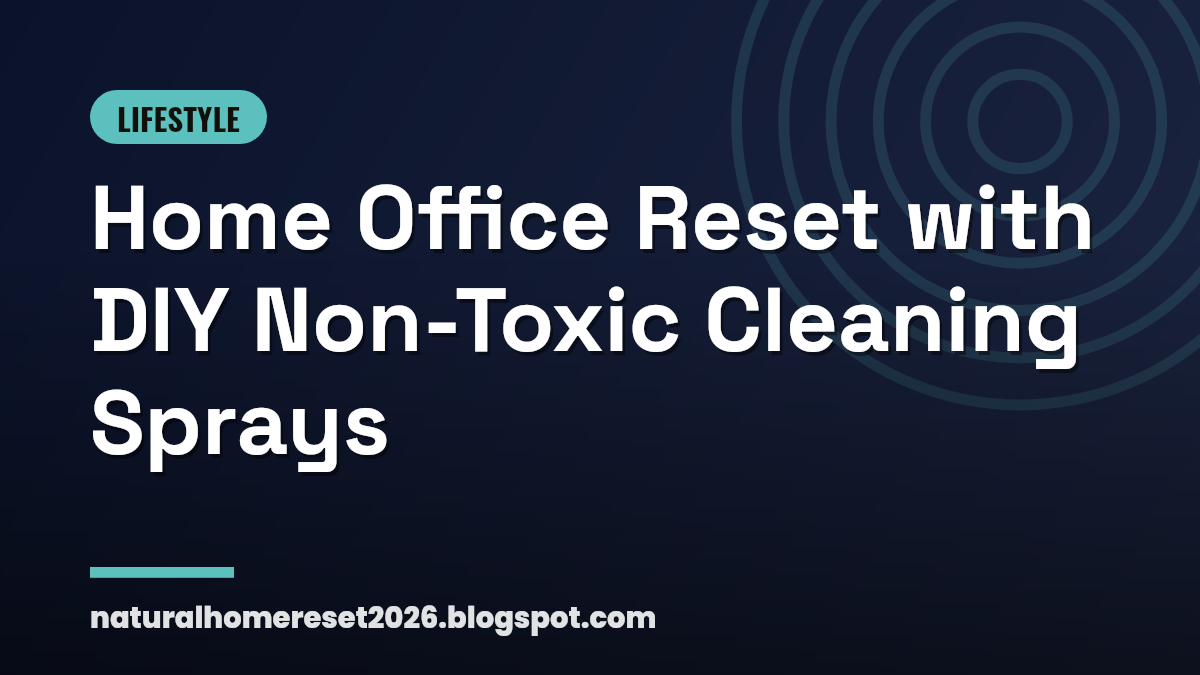 LIFESTYLE
Home Office Reset with
DIY Non-Toxic Cleaning
Sprays
naturalhomereset2026.blogspot.com